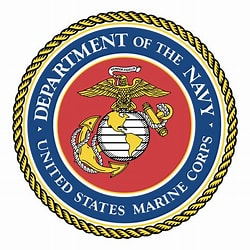 DEPARTMENT OF THE NAVY
UNITED STATES MARINE CORPS